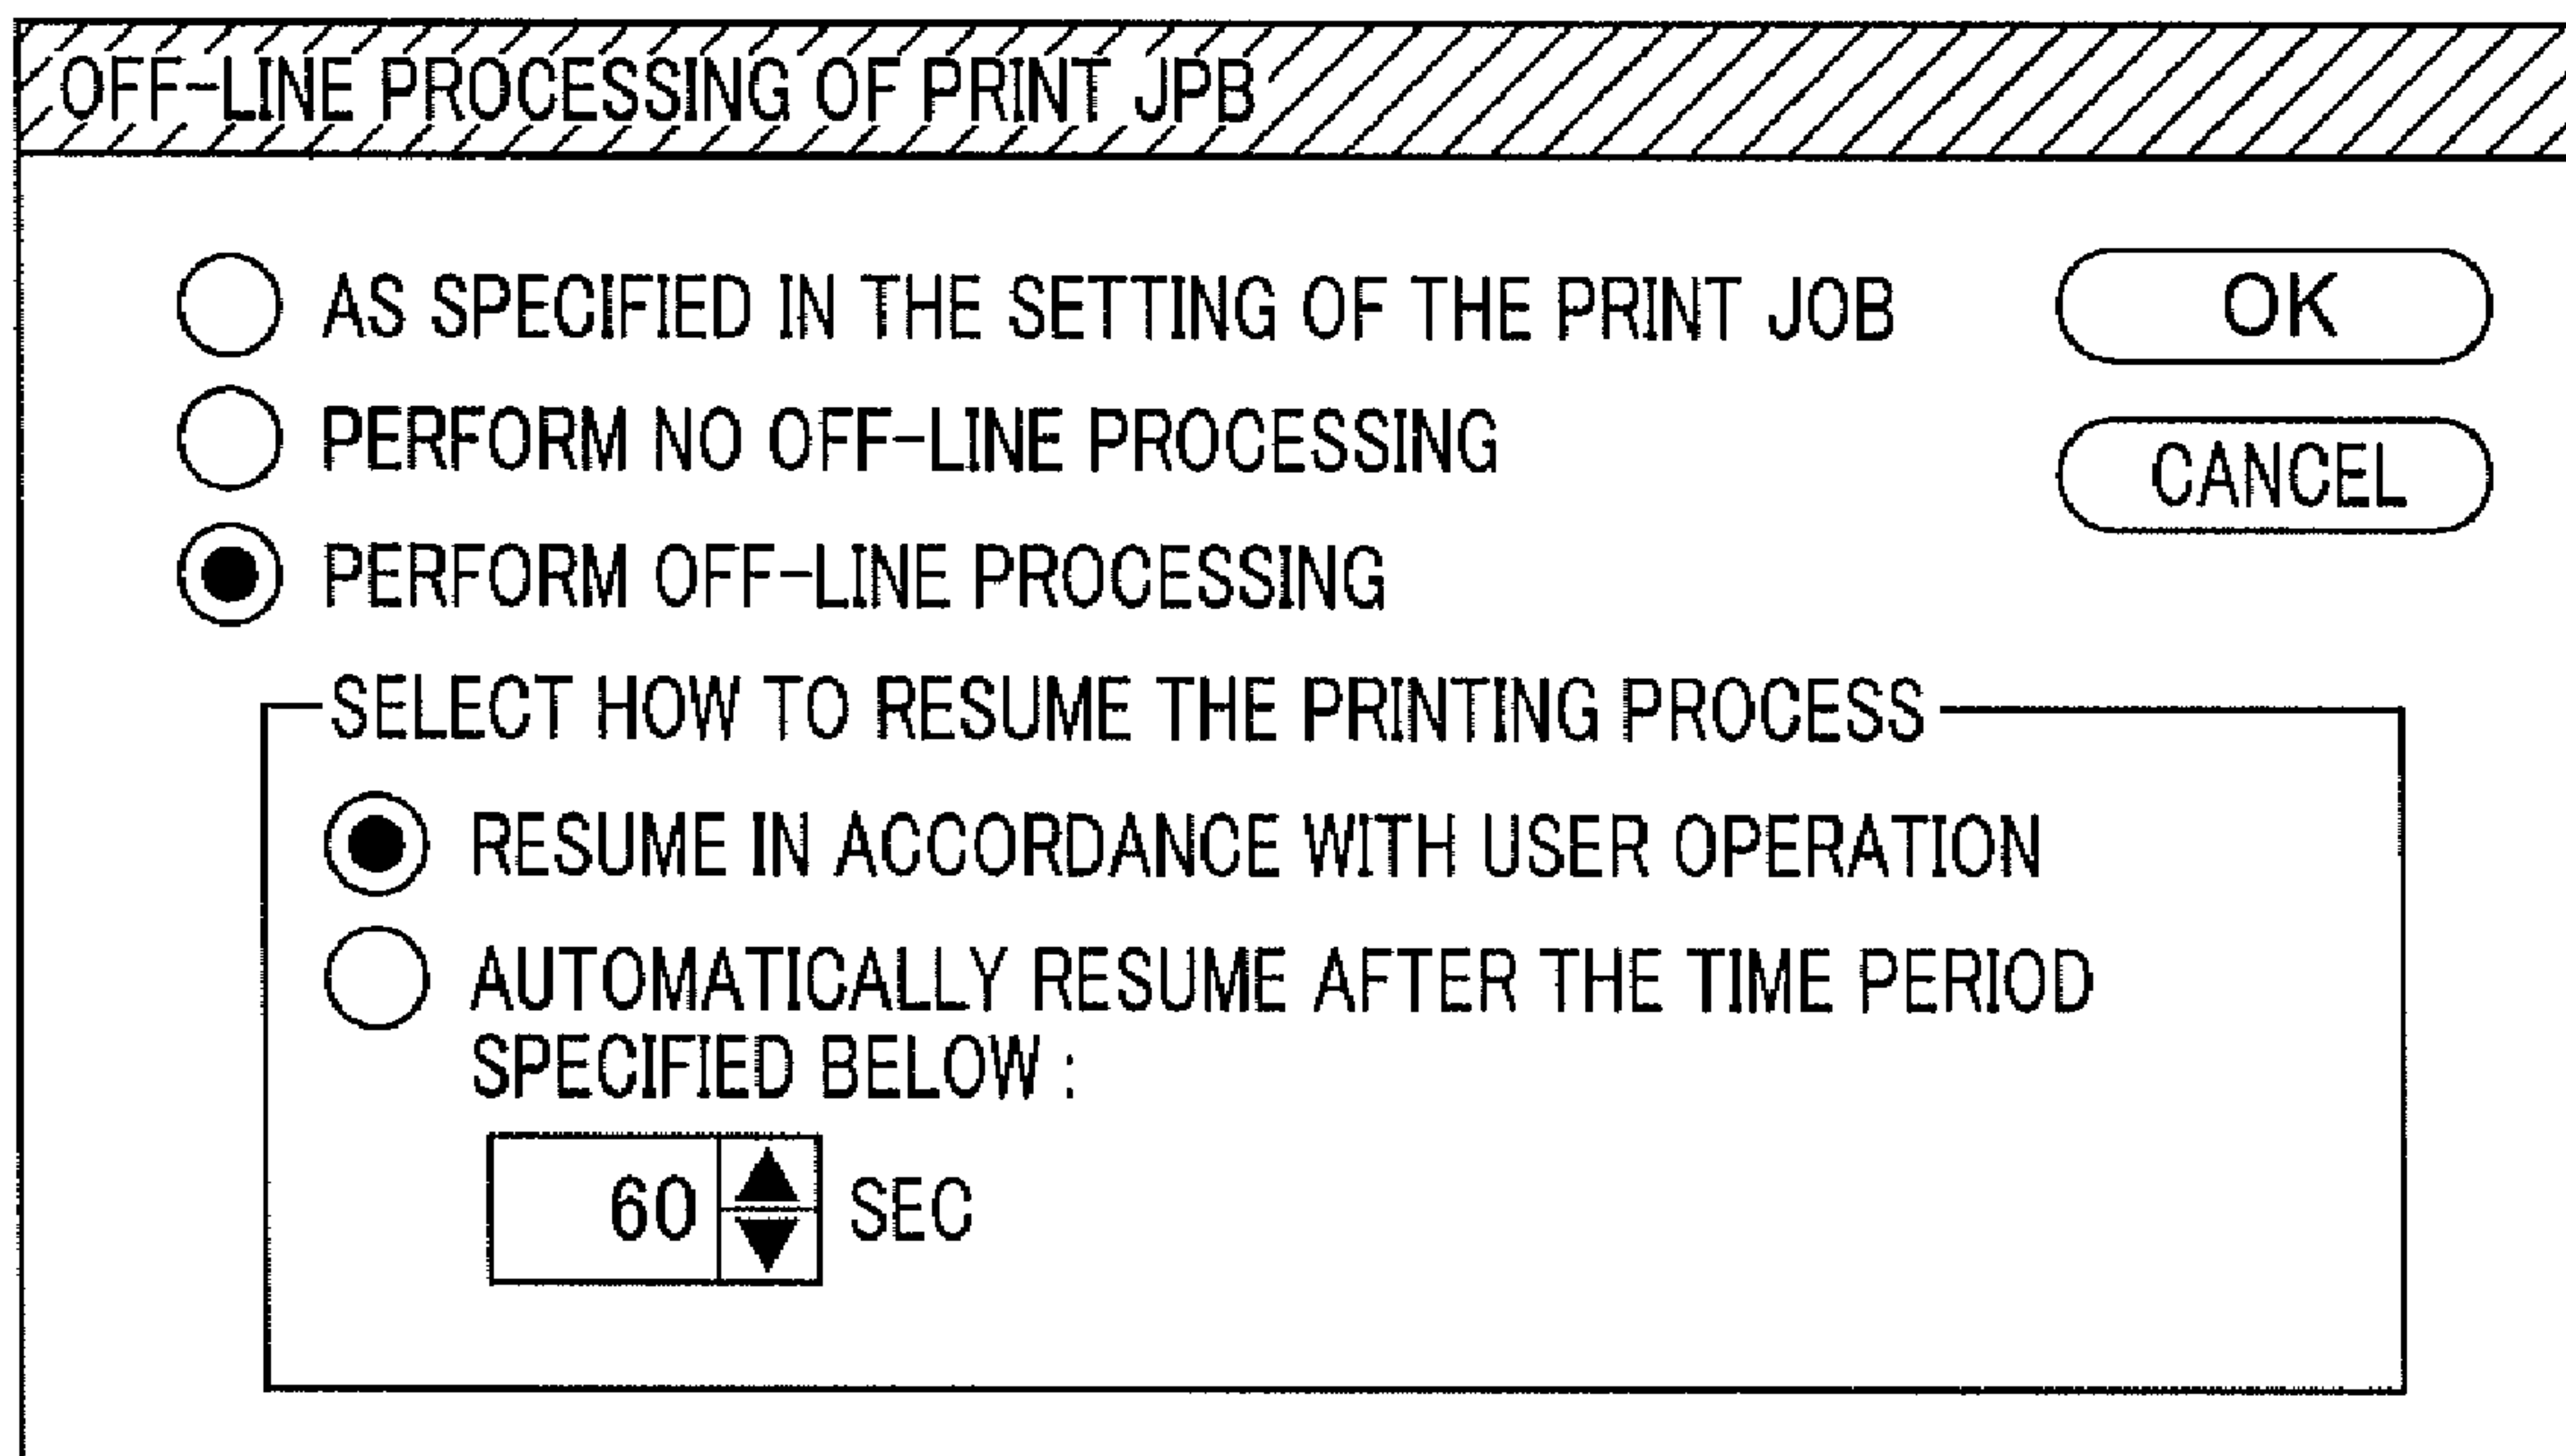 OFF-LINE PROCESSING OF PRINT JPB
AS SPECIFIED IN THE SETTING OF THE PRINT JOB
OK
PERFORM NO OFF-LINE PROCESSING
CANCEL
PERFORM OFF-LINE PROCESSING
SELECT HOW TO RESUME THE PRINTING PROCESS
RESUME IN ACCORDANCE WITH USER OPERATION
AUTOMATICALLY RESUME AFTER THE TIME PERIOD
SPECIFIED BELOW :
60 SEC